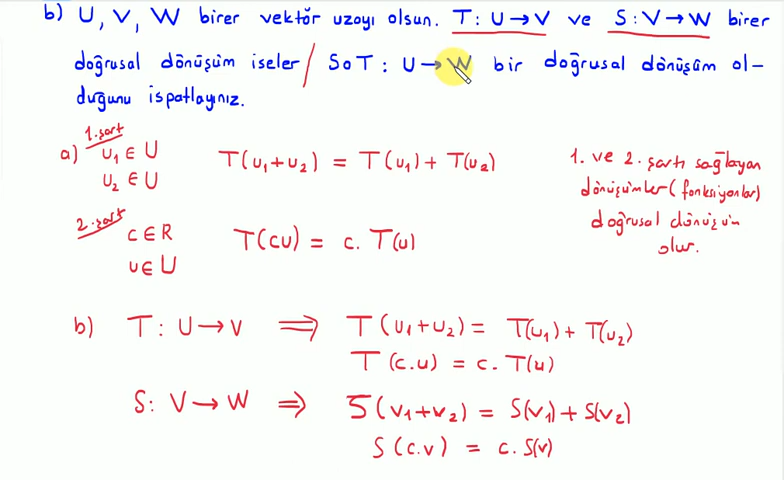 b) U, V, W birer vektör uzoyı olsun. T: U→V ve S: V→W birer
doğrusal dönüşüm iseler / SoT : U→W bir doğrusal dönüşüm ol-
duğunu ispatlayınız.
1. şart
a) u₁ ∈ U
u₂ ∈ U
T(u₁+u₂) = T(u₁) + T(u₂)
2. şart
c ∈ R
u ∈ U
T(cu) = c. T(u)
1. ve 2. şartı sağlayan
dönüşümler (fonksiyonlar)
doğrusal dönüşüm
olur.
b) T: U→V ⟹ T(u₁+u₂) = T(u₁) + T(u₂)
T(c.u) = c. T(u)
S: V→W ⟹ S(v₁+v₂) = S(v₁) + S(v₂)
S(c.v) = c. S(v)